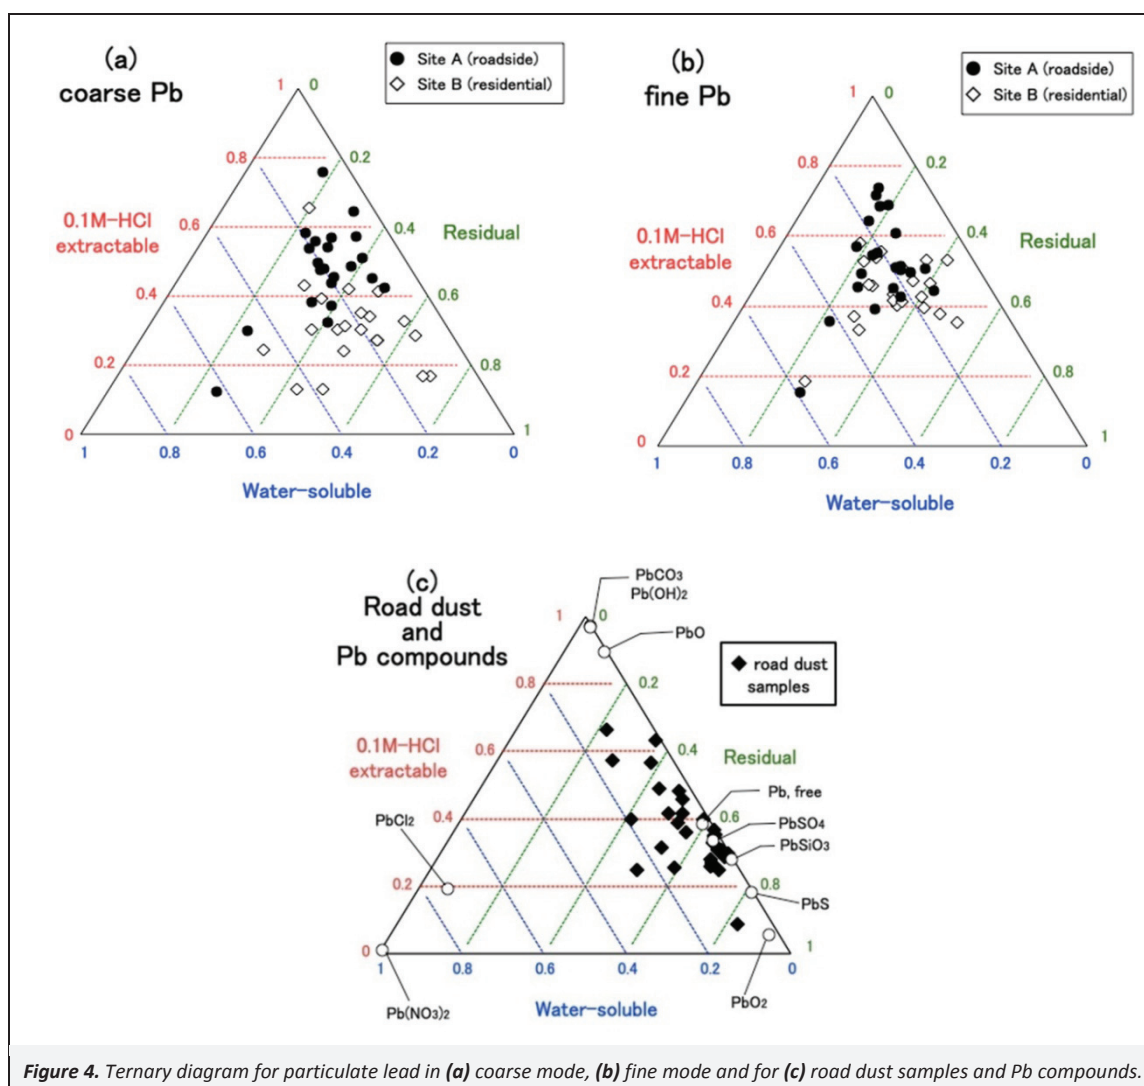 (a)
coarse Pb
● Site A (roadside)
◇ Site B (residential)
1
0
0.8
0.2
0.1M-HCl
extractable
0.6
0.4
Residual
0.4
0.6
0.2
0.8
0
1
1
0.8
0.6
0.4
0.2
0
Water-soluble
(b)
fine Pb
● Site A (roadside)
◇ Site B (residential)
1
0
0.8
0.2
0.1M-HCl
extractable
0.6
0.4
Residual
0.4
0.6
0.2
0.8
0
1
1
0.8
0.6
0.4
0.2
0
Water-soluble
(c)
Road dust
and
Pb compounds
PbCO3
Pb(OH)2
PbO
◆ road dust
samples
1
0
0.8
0.2
0.1M-HCl
extractable
0.6
0.4
Residual
Pb, free
PbCl2
0.4
0.6
PbSO4
PbSiO3
0.2
0.8
PbS
0
1
1
0.8
0.6
0.4
0.2
0
Pb(NO3)2
Water-soluble
PbO2
Figure 4. Ternary diagram for particulate lead in (a) coarse mode, (b) fine mode and for (c) road dust samples and Pb compounds.